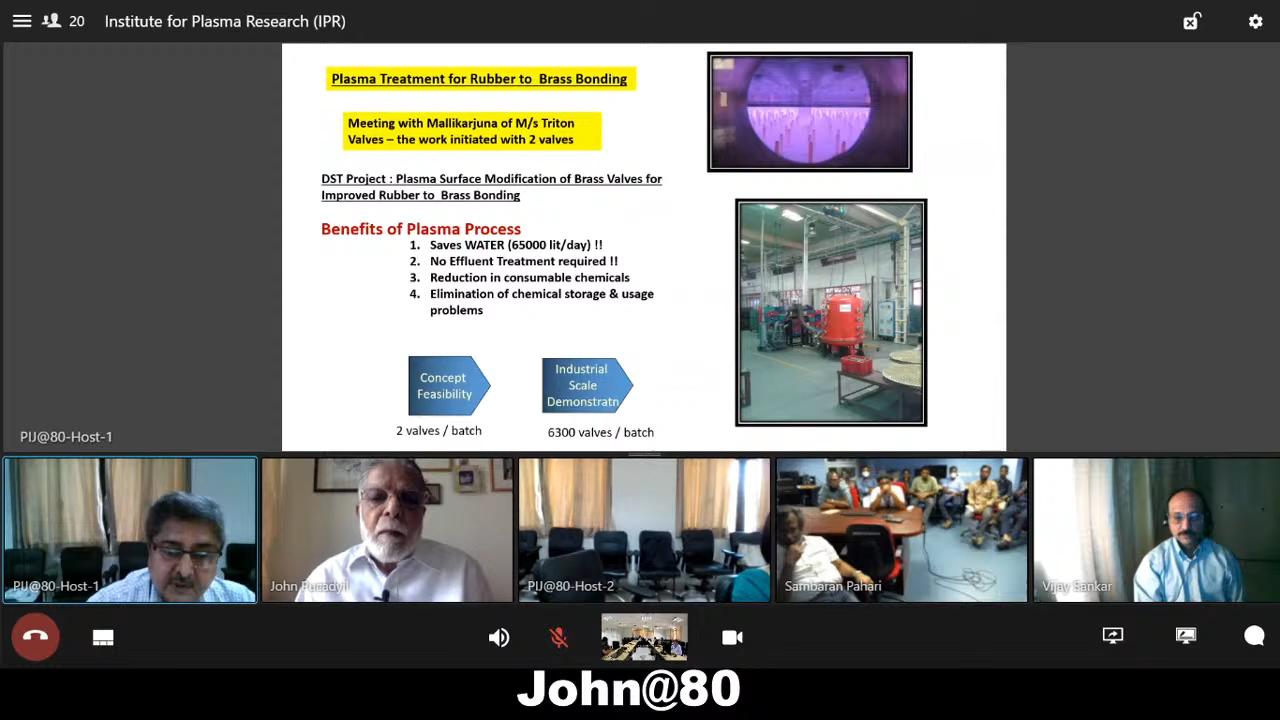 20 Institute for Plasma Research (IPR)
Plasma Treatment for Rubber to Brass Bonding
Meeting with Mallikarjuna of M/s Triton
Valves – the work initiated with 2 valves
DST Project : Plasma Surface Modification of Brass Valves for
Improved Rubber to Brass Bonding
Benefits of Plasma Process
1. Saves WATER (65000 lit/day) !!
2. No Effluent Treatment required !!
3. Reduction in consumable chemicals
4. Elimination of chemical storage & usage
problems
Concept
Feasibility
Industrial
Scale
Demonstratn
2 valves / batch
6300 valves / batch
PIJ@80-Host-1
PIJ@80-Host-1
John
PIJ@80-Host-2
Sambaran Pahari
Vijay Sankar
John@80